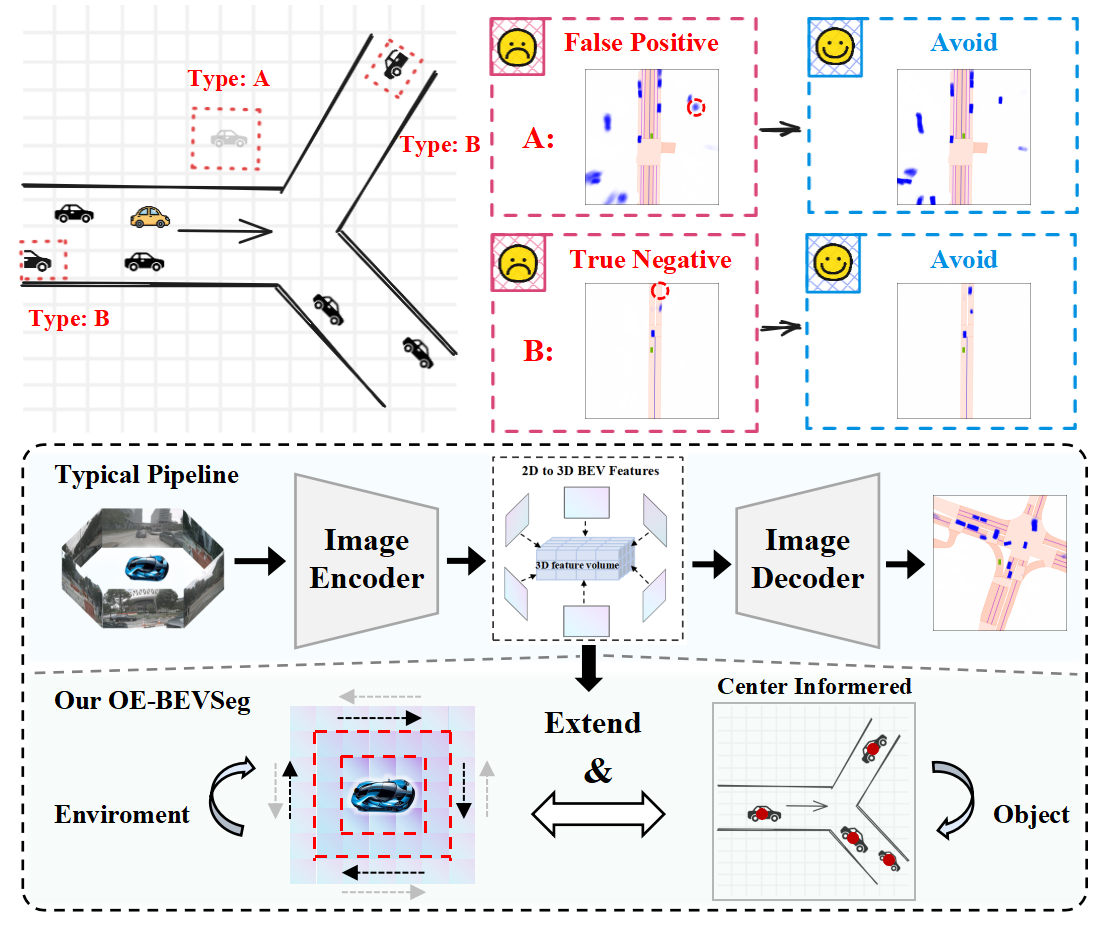 Type: A
Type: B
Type: B
False Positive
A:
Avoid
True Negative
B:
Avoid
Typical Pipeline
Image
Encoder
2D to 3D BEV Features
3D feature volume
Image
Decoder
Our OE-BEVSeg
Enviroment
Extend
&
Center Informered
Object